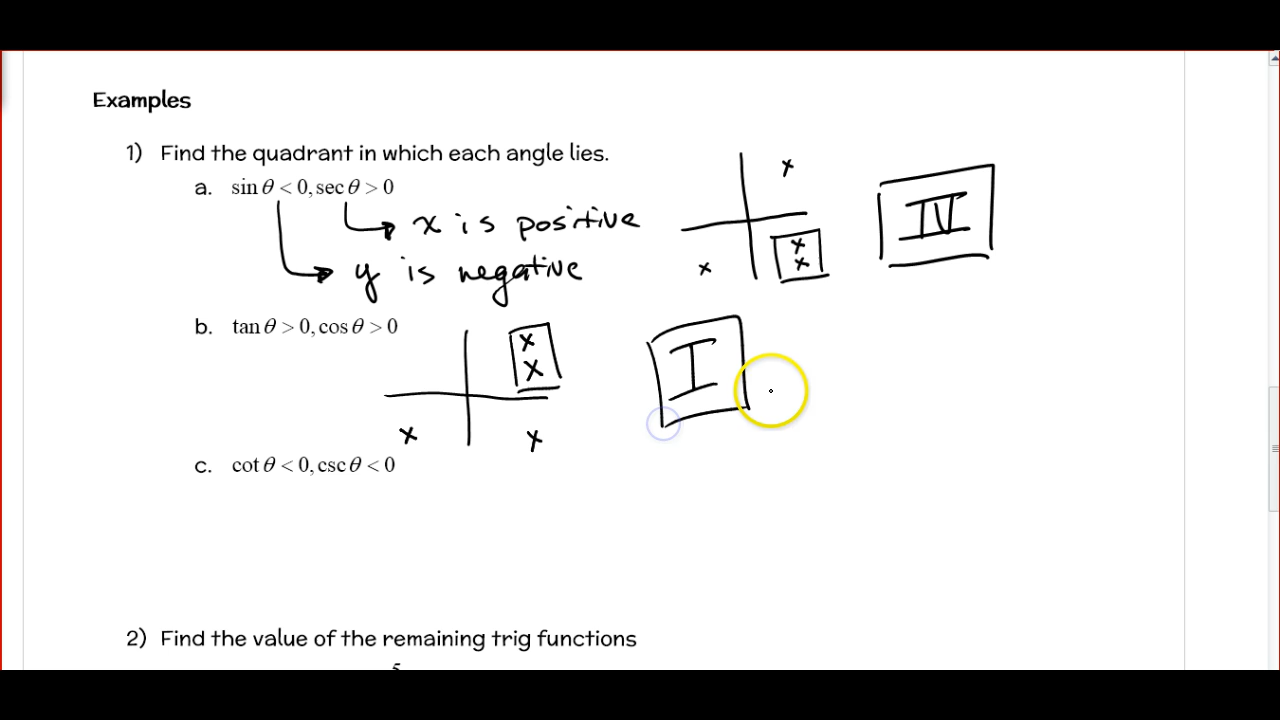 Examples
1) Find the quadrant in which each angle lies.
a. sin θ < 0, sec θ > 0
x is positive
y is negative
x
x
x
x
IV
b. tan θ > 0, cos θ > 0
x
x
x
x
I
c. cot θ < 0, csc θ < 0
2) Find the value of the remaining trig functions